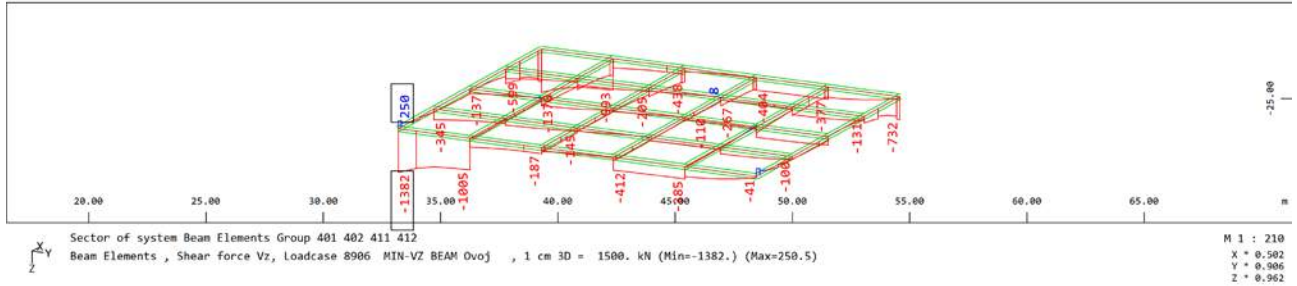 250
-137
-599
-1370
-993
-205
-438
8
-404
-377
-131
-732
-345
-187
-145
-110
-267
-1382
-1005
-412
-285
-41
-100
-25.00
20.00 25.00 30.00 35.00 40.00 45.00 50.00 55.00 60.00 65.00 m
Sector of system Beam Elements Group 401 402 411 412
Beam Elements , Shear force Vz, Loadcase 8906 MIN-VZ BEAM Ovoj , 1 cm 3D = 1500. kN (Min=-1382.) (Max=250.5)
X
Y
Z
M 1 : 210
X * 0.502
Y * 0.906
Z * 0.962